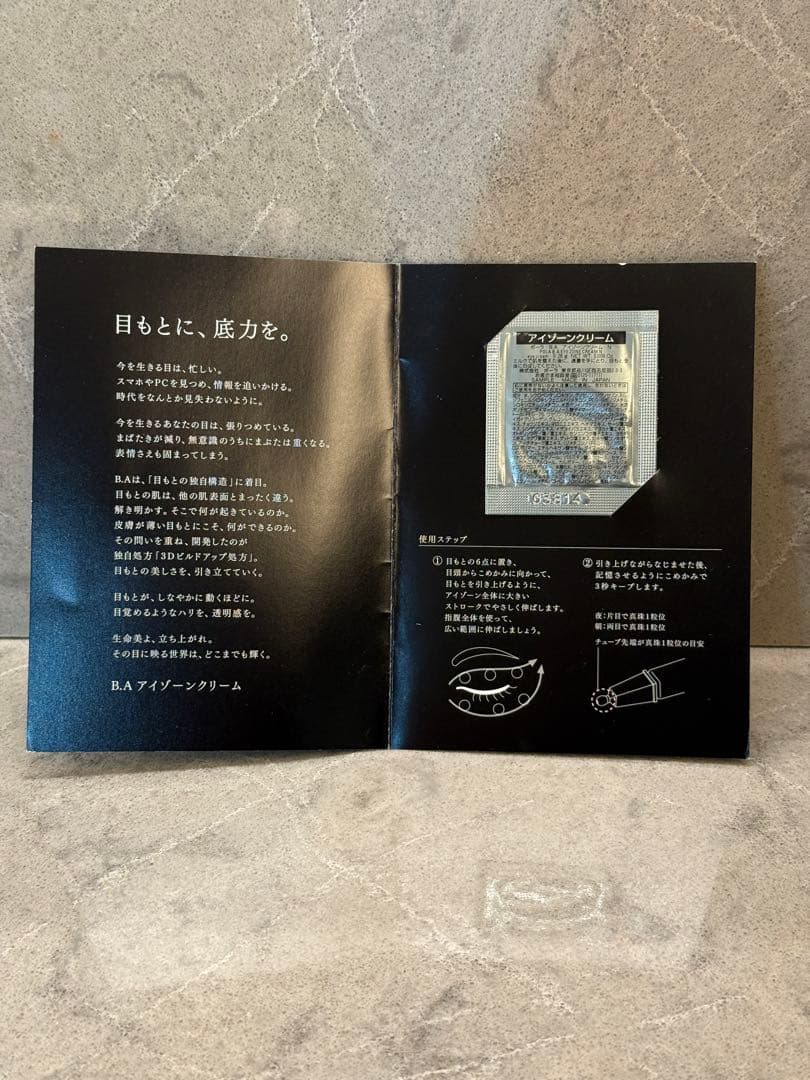 目もとに、底力を。
今を生きる目は、忙しい。
スマホやPCを見つめ、情報を追いかける。
時代をなんとか見失わないように。
今を生きるあなたの目は、張りつめている。
まばたきが減り、無意識のうちにまぶたは重くなる。
表情さえも固まってしまう。
B.Aは、「目もとの独自構造」に着目。
目もとの肌は、他の肌表面とまったく違う。
解き明かす。そこで何が起きているのか。
皮膚が薄い目もとにこそ、何ができるのか。
その問いを重ね、開発したのが
独自処方「3Dビルドアップ処方」。
目もとの美しさを、引き立てていく。
目もとが、しなやかに動くほどに。
目覚めるようなハリを、透明感を。
生命美よ、立ち上がれ。
その目に映る世界は、どこまでも輝く。
B.A アイゾーンクリーム
アイゾーンクリーム
ポーラ B.A アイゾーンクリーム N
POLA B.A EYE ZONE CREAM N
SAMPLE MADE IN JAPAN
03314
使用ステップ
① 目もとの6点に置き、
目頭からこめかみに向かって、
目もとを引き上げるように、
アイゾーン全体に大きい
ストロークでやさしく伸ばします。
指腹全体を使って、
広い範囲に伸ばしましょう。
② 引き上げながらなじませた後、
記憶させるようにこめかみで
3秒キープします。
夜：片目で真珠1粒位
朝：両目で真珠1粒位
チューブ先端が真珠1粒位の目安